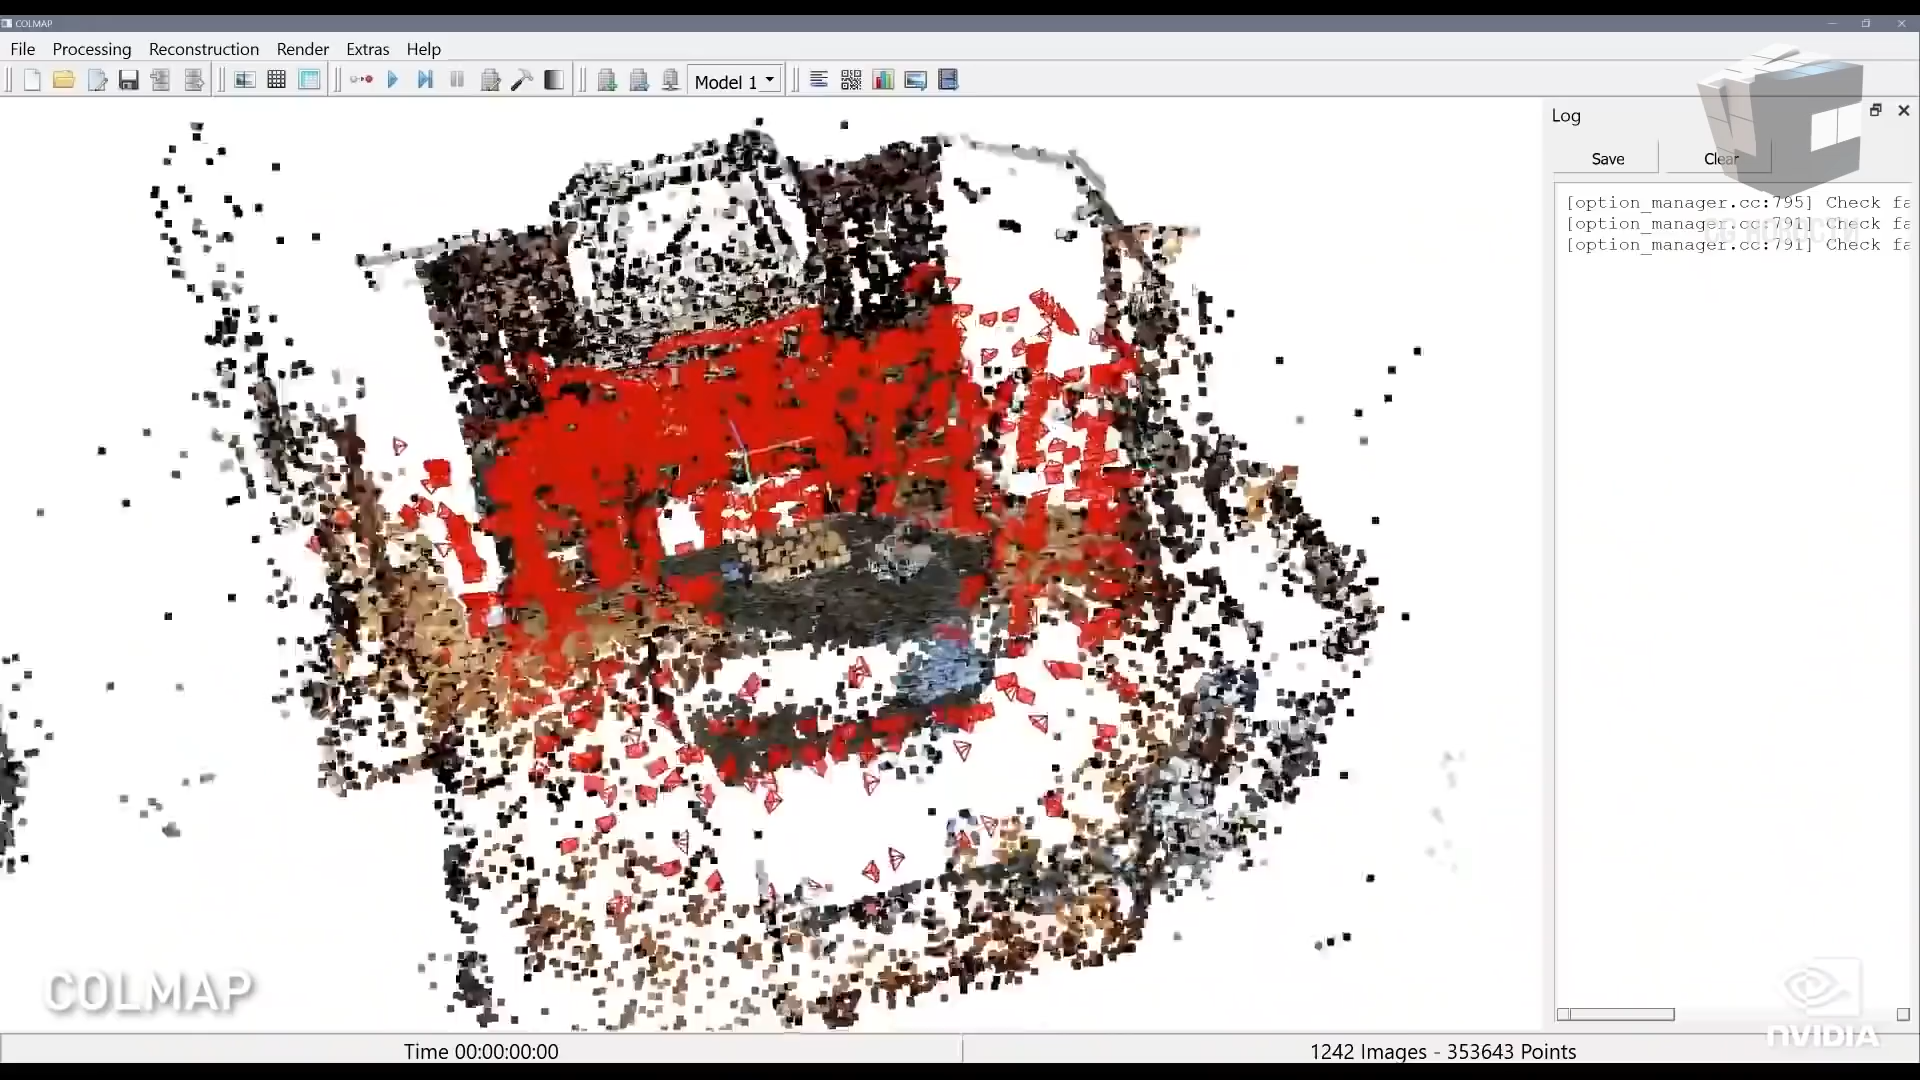 COLMAP
File Processing Reconstruction Render Extras Help
Model 1
Log
Save Clear
[option_manager.cc:795] Check fa
[option_manager.cc:791] Check fa
[option_manager.cc:791] Check fa
CG НОВОСТИ
COLMAP
NVIDIA
Time 00:00:00:00
1242 Images - 353643 Points